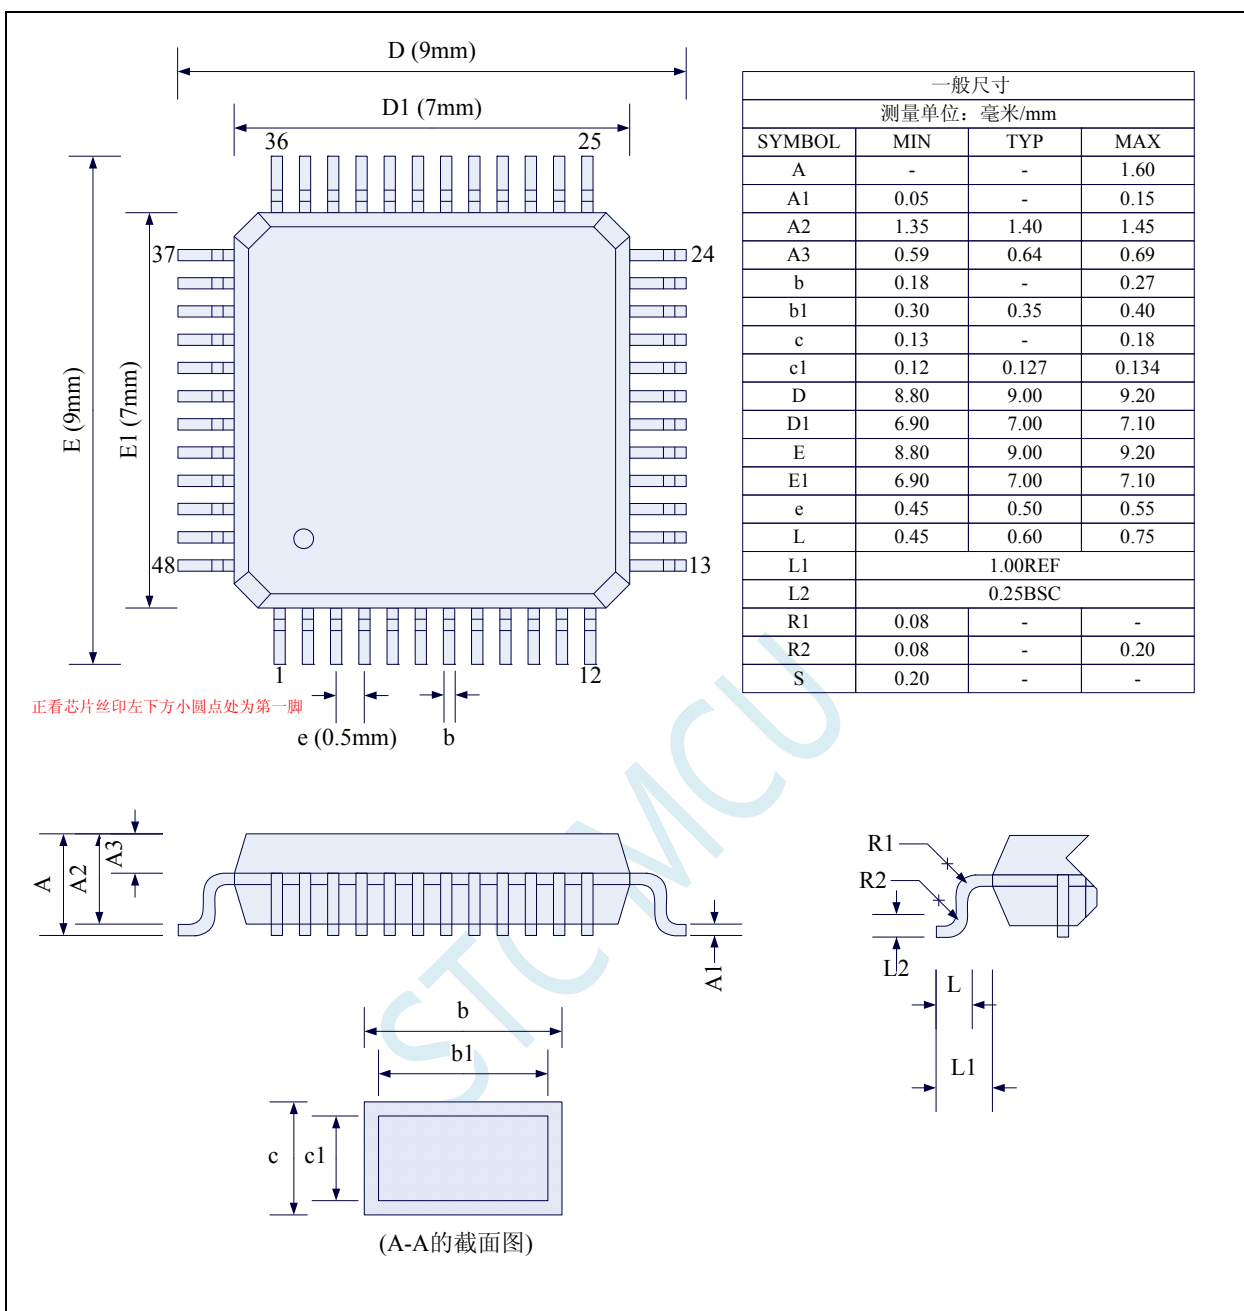 D (9mm)
D1 (7mm)
36
25
37
24
E (9mm)
E1 (7mm)
48
13
1
12
正看芯片丝印左下方小圆点处为第一脚
e (0.5mm)
b
一般尺寸
测量单位：毫米/mm
SYMBOL MIN TYP MAX
A - - 1.60
A1 0.05 - 0.15
A2 1.35 1.40 1.45
A3 0.59 0.64 0.69
b 0.18 - 0.27
b1 0.30 0.35 0.40
c 0.13 - 0.18
c1 0.12 0.127 0.134
D 8.80 9.00 9.20
D1 6.90 7.00 7.10
E 8.80 9.00 9.20
E1 6.90 7.00 7.10
e 0.45 0.50 0.55
L 0.45 0.60 0.75
L1 1.00REF
L2 0.25BSC
R1 0.08 - -
R2 0.08 - 0.20
S 0.20 - -
STC MCU
A
A2
A3
A1
R1
R2
L2
L
L1
b
b1
c
c1
(A-A的截面图)